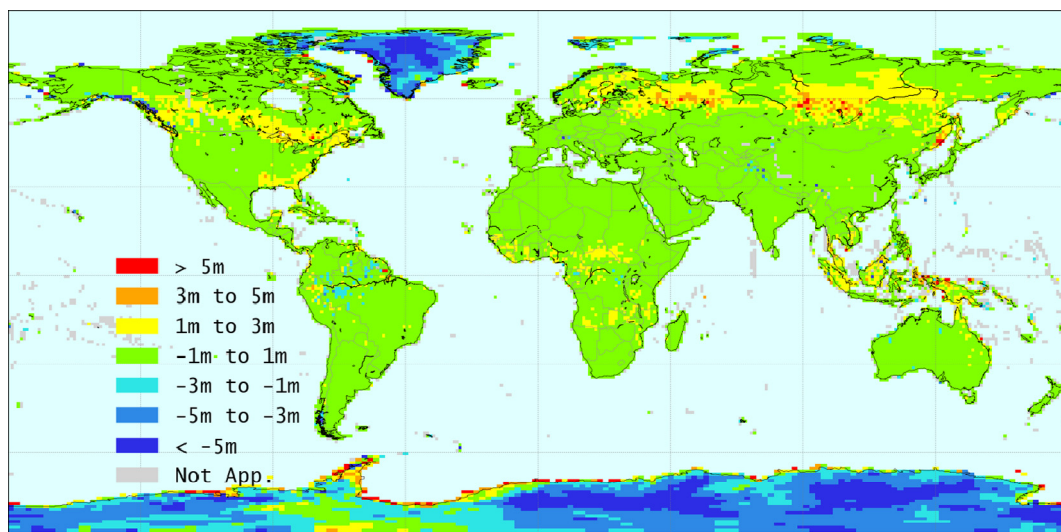 > 5m
3m to 5m
1m to 3m
-1m to 1m
-3m to -1m
-5m to -3m
< -5m
Not App.